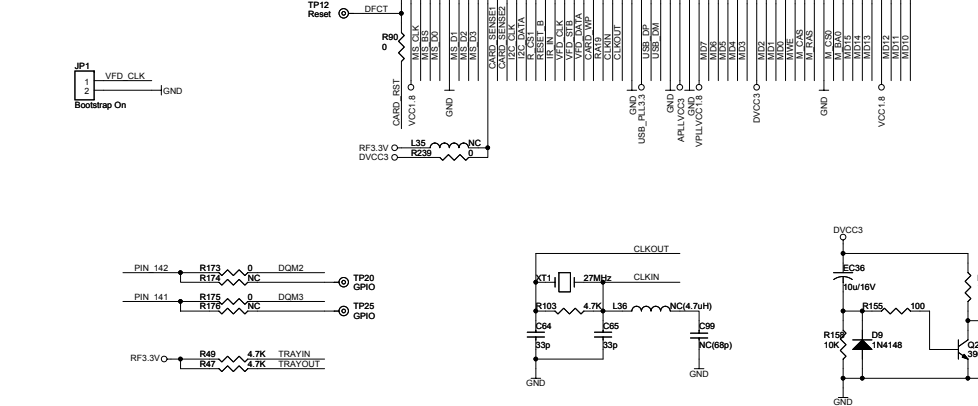 TP12
Reset
DFCT
R90
0
CARD_RST
MS_CLK
MS_BS
MS_D0
MS_D1
MS_D2
MS_D3
CARD_SENSE1
CARD_SENSE2
I2C_CLK
I2C_DATA
R_CS1
RESET_B
IR_IN
VFD_CLK
VFD_STB
VFD_DATA
CARD_WP
RA19
CLKIN
CLKOUT
USB_DP
USB_DM
MD7
MD6
MD5
MD4
MD3
MD2
MD1
MD0
MWE
M_CAS
M_RAS
M_CS0
M_BA0
MD15
MD14
MD13
MD12
MD11
MD10
VCC1.8
GND
GND
USB_PLL3.3
GND
APLLVCC3
GND
VPLLVCC1.8
DVCC3
GND
VCC1.8
JP1
1
2
VFD_CLK
GND
Bootstrap On
RF3.3V
L35
NC
DVCC3
R239
0
PIN_142
R173
0
DQM2
R174
NC
TP20
GPIO
PIN_141
R175
0
DQM3
R176
NC
TP25
GPIO
RF3.3V
R49
4.7K
TRAYIN
R47
4.7K
TRAYOUT
CLKOUT
XT1
27MHz
CLKIN
R103
4.7K
L36
NC(4.7uH)
C64
33p
C65
33p
C99
NC(68p)
GND
GND
DVCC3
EC36
10u/16V
R155
100
10K
D9
1N4148
GND